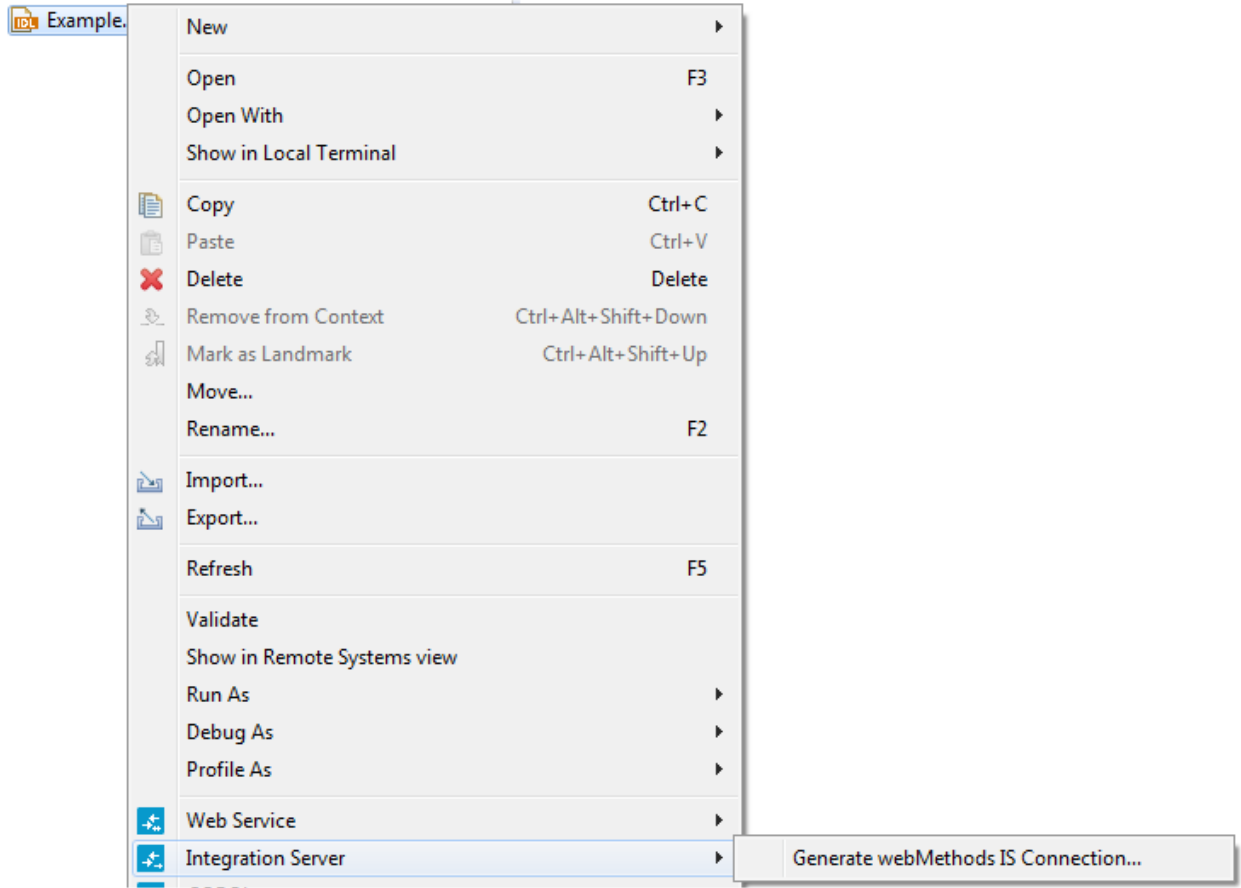 IDL Example.
New
Open F3
Open With
Show in Local Terminal
Copy Ctrl+C
Paste Ctrl+V
Delete Delete
Remove from Context Ctrl+Alt+Shift+Down
Mark as Landmark Ctrl+Alt+Shift+Up
Move...
Rename... F2
Import...
Export...
Refresh F5
Validate
Show in Remote Systems view
Run As
Debug As
Profile As
Web Service
Integration Server
Generate webMethods IS Connection...